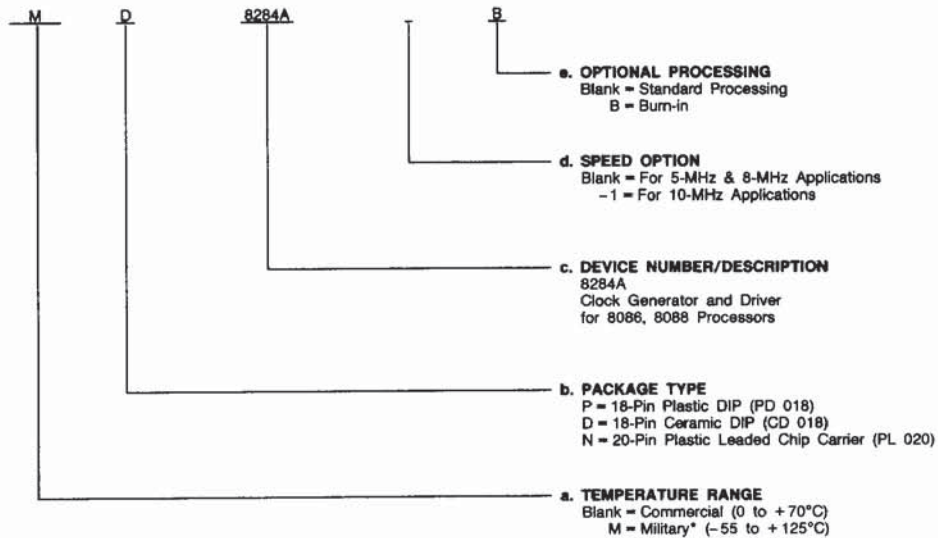 M D 8284A - B
e. OPTIONAL PROCESSING
Blank = Standard Processing
B = Burn-in
d. SPEED OPTION
Blank = For 5-MHz & 8-MHz Applications
-1 = For 10-MHz Applications
c. DEVICE NUMBER/DESCRIPTION
8284A
Clock Generator and Driver
for 8086, 8088 Processors
b. PACKAGE TYPE
P = 18-Pin Plastic DIP (PD 018)
D = 18-Pin Ceramic DIP (CD 018)
N = 20-Pin Plastic Leaded Chip Carrier (PL 020)
a. TEMPERATURE RANGE
Blank = Commercial (0 to +70°C)
M = Military* (-55 to +125°C)